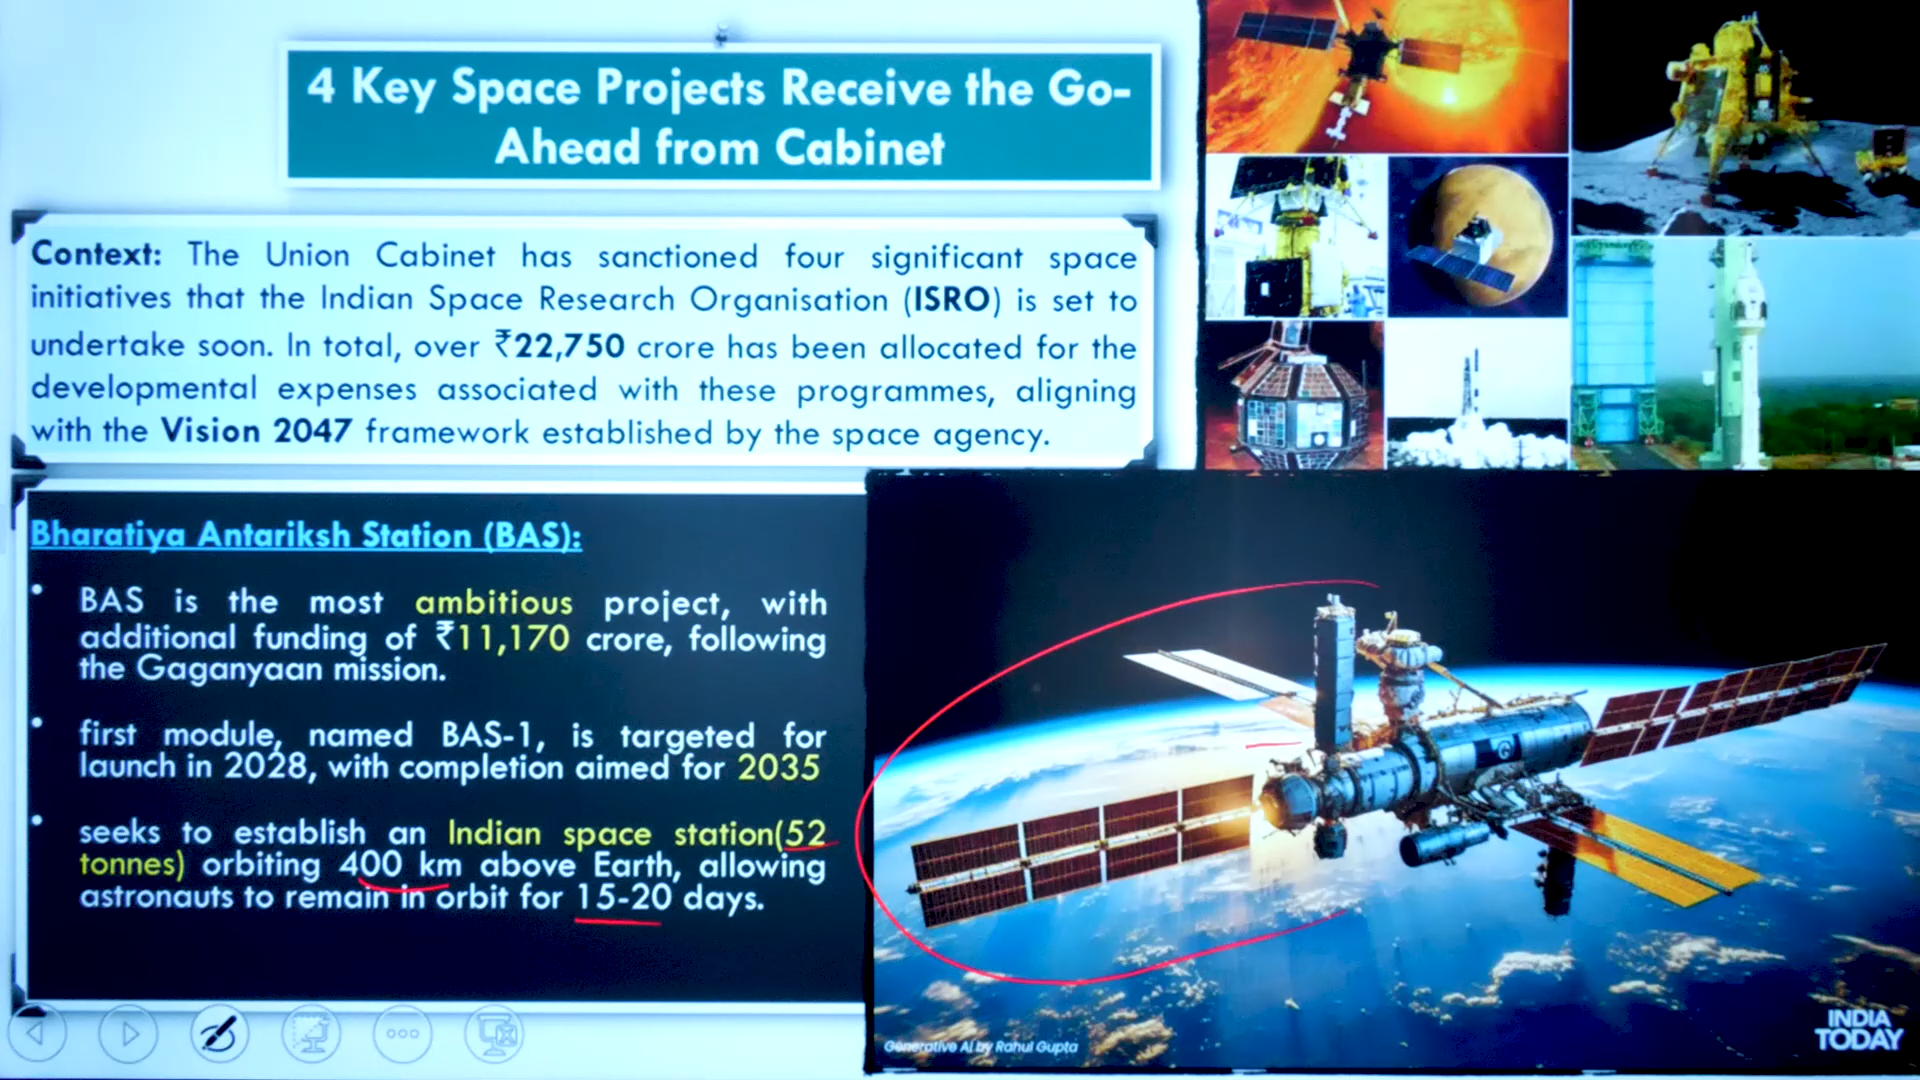 4 Key Space Projects Receive the Go-
Ahead from Cabinet
Context: The Union Cabinet has sanctioned four significant space
initiatives that the Indian Space Research Organisation (ISRO) is set to
undertake soon. In total, over ₹22,750 crore has been allocated for the
developmental expenses associated with these programmes, aligning
with the Vision 2047 framework established by the space agency.
Bharatiya Antariksh Station (BAS):
• BAS is the most ambitious project, with
additional funding of ₹11,170 crore, following
the Gaganyaan mission.
• first module, named BAS-1, is targeted for
launch in 2028, with completion aimed for 2035
• seeks to establish an Indian space station(52
tonnes) orbiting 400 km above Earth, allowing
astronauts to remain in orbit for 15-20 days.
Generative AI by Rahul Gupta
INDIA
TODAY